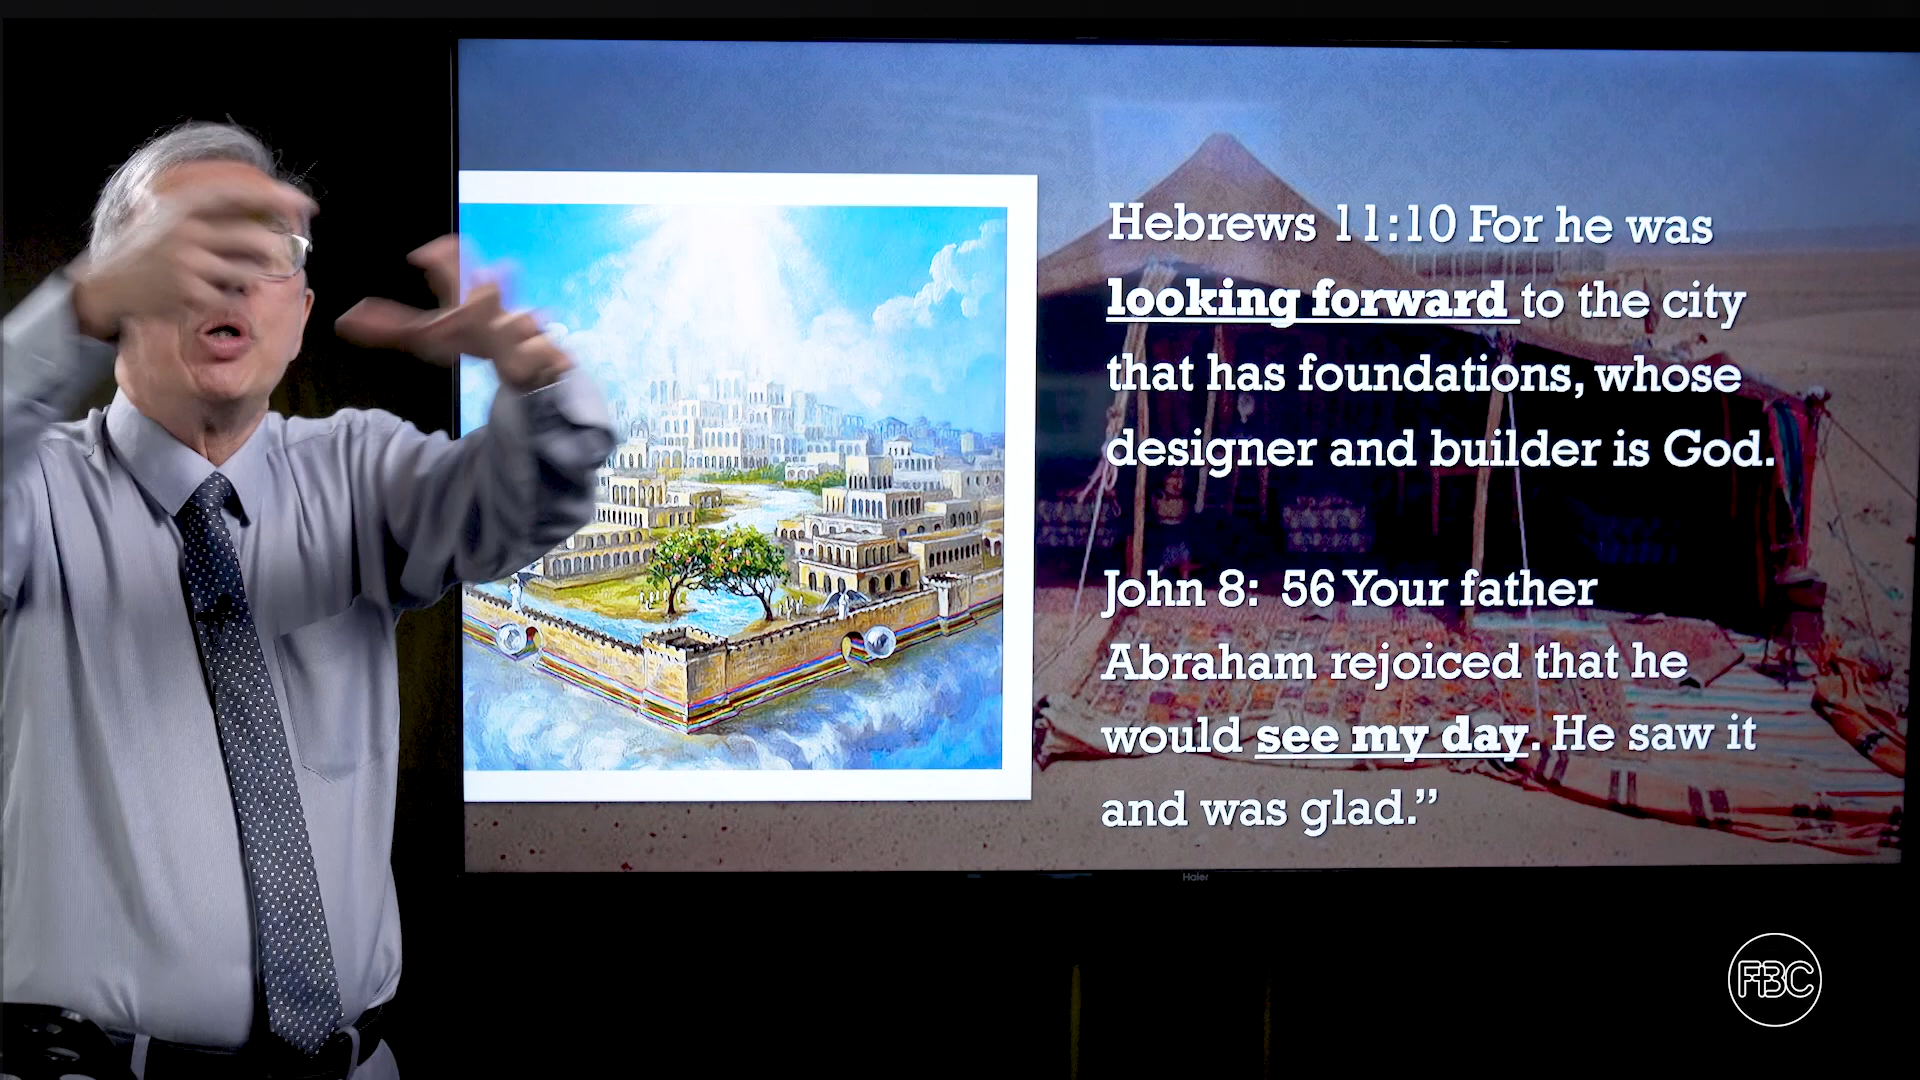 Hebrews 11:10 For he was
looking forward to the city
that has foundations, whose
designer and builder is God.
John 8: 56 Your father
Abraham rejoiced that he
would see my day. He saw it
and was glad.”
Haier
FBC